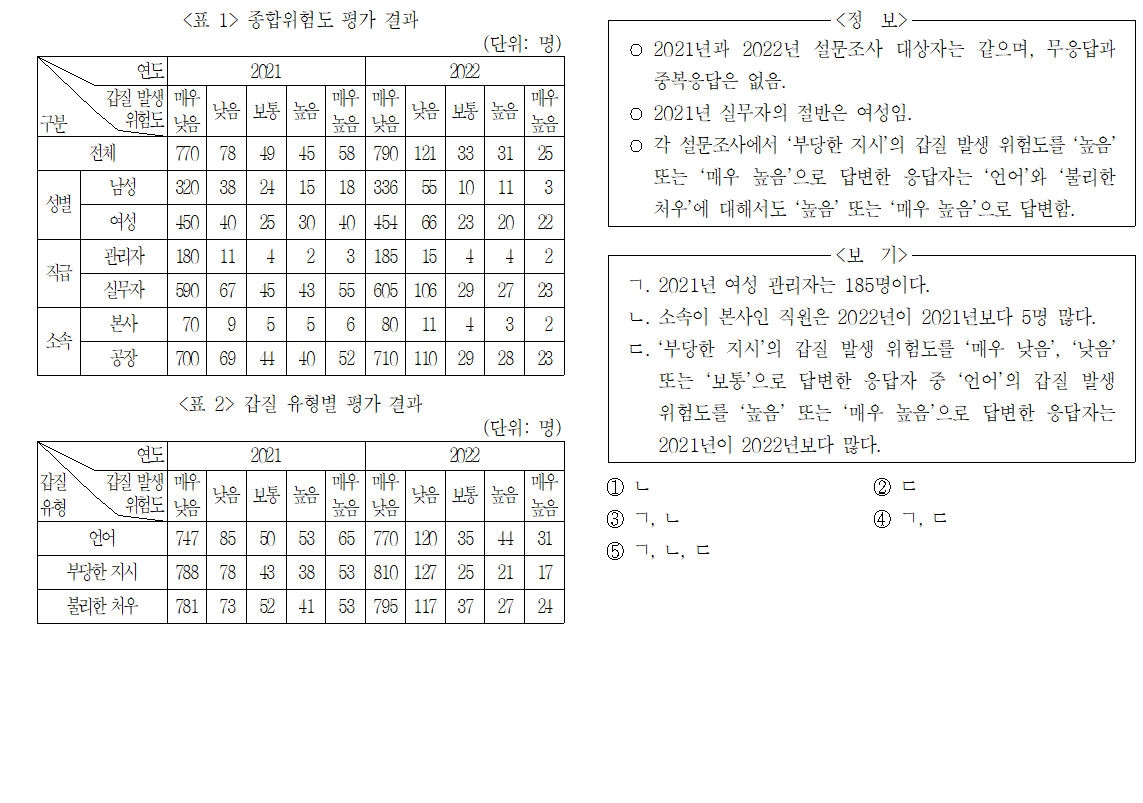 <표 1> 종합위험도 평가 결과
(단위: 명)
연도 2021 2022
갑질 발생 위험도
구분 매우 낮음 낮음 보통 높음 매우 높음 매우 낮음 낮음 보통 높음 매우 높음
전체 770 78 49 45 58 790 121 33 31 25
성별 남성 320 38 24 15 18 336 55 10 11 3
여성 450 40 25 30 40 454 66 23 20 22
직급 관리자 180 11 4 2 3 185 15 4 4 2
실무자 590 67 45 43 55 605 106 29 27 23
소속 본사 70 9 5 5 6 80 11 4 3 2
공장 700 69 44 40 52 710 110 29 28 23
<표 2> 갑질 유형별 평가 결과
(단위: 명)
연도 2021 2022
갑질 발생 위험도
갑질 유형 매우 낮음 낮음 보통 높음 매우 높음 매우 낮음 낮음 보통 높음 매우 높음
언어 747 85 50 53 65 770 120 35 44 31
부당한 지시 788 78 43 38 53 810 127 25 21 17
불리한 처우 781 73 52 41 53 795 117 37 27 24
<정 보>
○ 2021년과 2022년 설문조사 대상자는 같으며, 무응답과
중복응답은 없음.
○ 2021년 실무자의 절반은 여성임.
○ 각 설문조사에서 ‘부당한 지시’의 갑질 발생 위험도를 ‘높음’
또는 ‘매우 높음’으로 답변한 응답자는 ‘언어’와 ‘불리한
처우’에 대해서도 ‘높음’ 또는 ‘매우 높음’으로 답변함.
<보 기>
ㄱ. 2021년 여성 관리자는 185명이다.
ㄴ. 소속이 본사인 직원은 2022년이 2021년보다 5명 많다.
ㄷ. ‘부당한 지시’의 갑질 발생 위험도를 ‘매우 낮음’, ‘낮음’
또는 ‘보통’으로 답변한 응답자 중 ‘언어’의 갑질 발생
위험도를 ‘높음’ 또는 ‘매우 높음’으로 답변한 응답자는
2021년이 2022년보다 많다.
① ㄴ ② ㄷ
③ ㄱ, ㄴ ④ ㄱ, ㄷ
⑤ ㄱ, ㄴ, ㄷ